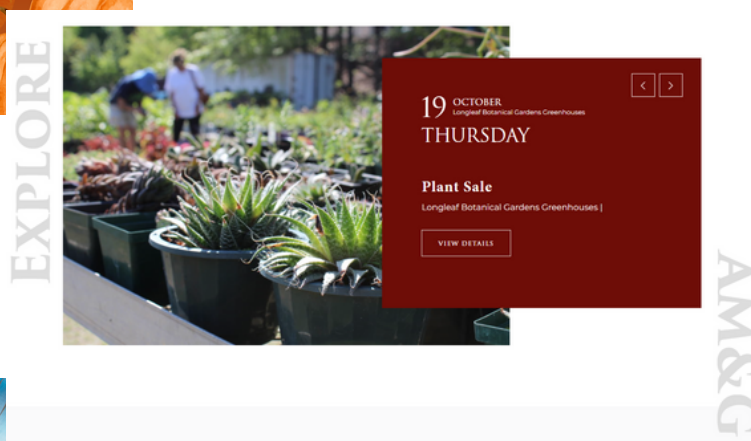 EXPLORE
19 OCTOBER
Longleaf Botanical Gardens Greenhouses
THURSDAY
Plant Sale
Longleaf Botanical Gardens Greenhouses |
VIEW DETAILS
AM&G